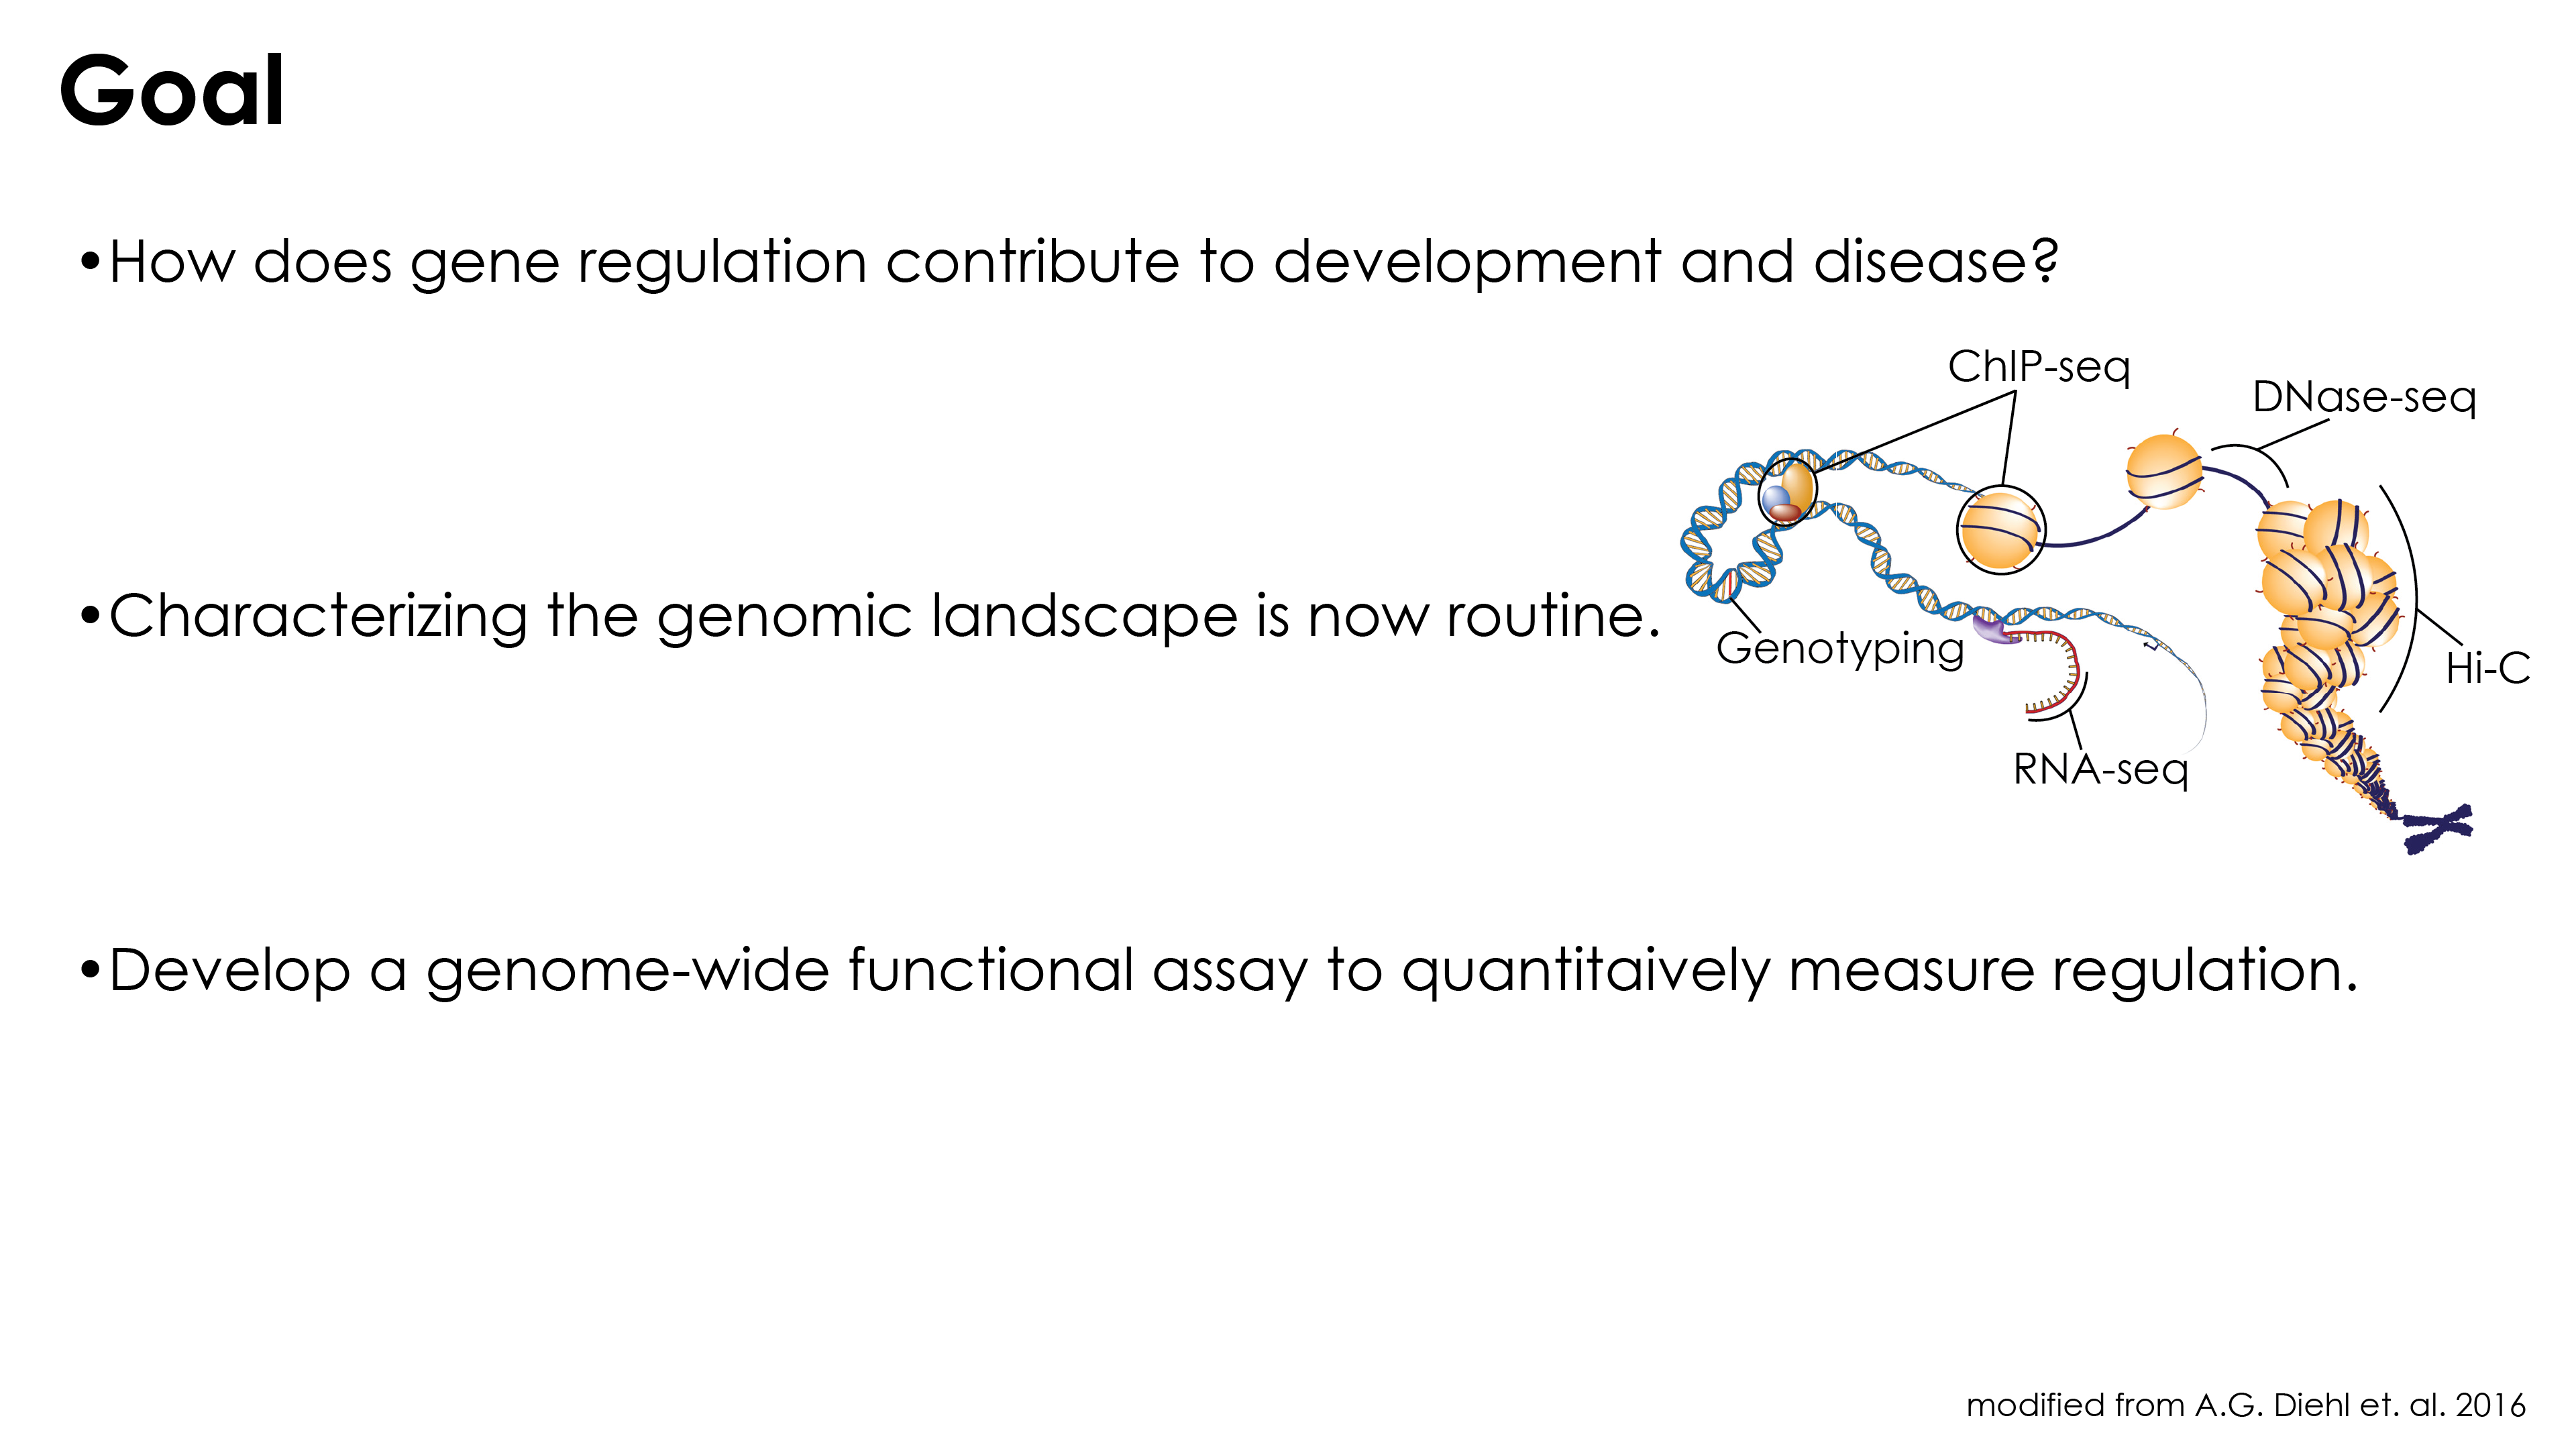 Goal
•How does gene regulation contribute to development and disease?
ChIP-seq
DNase-seq
•Characterizing the genomic landscape is now routine.
Genotyping
Hi-C
RNA-seq
•Develop a genome-wide functional assay to quantitaively measure regulation.
modified from A.G. Diehl et. al. 2016